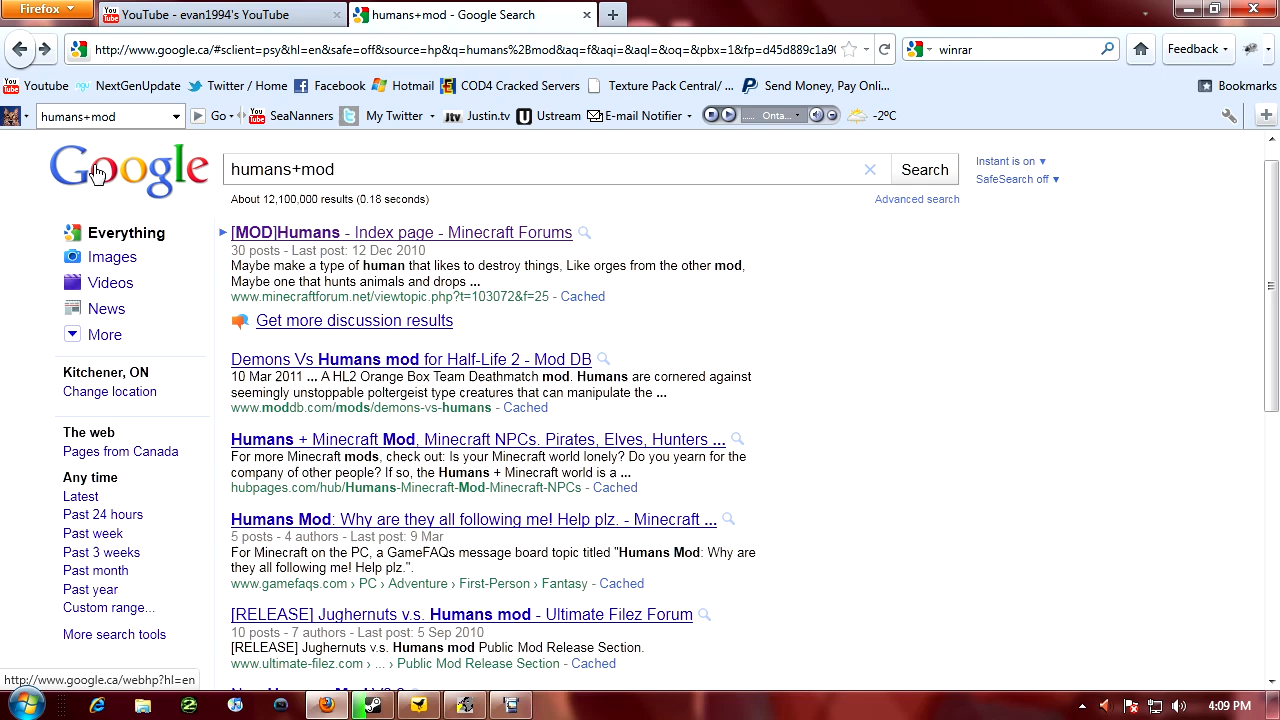 Firefox
YouTube - evan1994's YouTube
humans+mod - Google Search
http://www.google.ca/#sclient=psy&hl=en&safe=off&source=hp&q=humans%2Bmod&aq=f&aqi=&aql=&oq=&pbx=1&fp=d45d889c1a90
winrar
Feedback
Youtube
NextGenUpdate
Twitter / Home
Facebook
Hotmail
COD4 Cracked Servers
Texture Pack Central/ ...
Send Money, Pay Onli...
Bookmarks
humans+mod
Go
SeaNanners
My Twitter
Justin.tv
Ustream
E-mail Notifier
..... Onta...
-2°C
Google
humans+mod
Search
Instant is on ▼
SafeSearch off ▼
About 12,100,000 results (0.18 seconds)
Advanced search
Everything
Images
Videos
News
More
Kitchener, ON
Change location
The web
Pages from Canada
Any time
Latest
Past 24 hours
Past week
Past 3 weeks
Past month
Past year
Custom range...
More search tools
[MOD]Humans - Index page - Minecraft Forums
30 posts - Last post: 12 Dec 2010
Maybe make a type of human that likes to destroy things, Like orges from the other mod,
Maybe one that hunts animals and drops ...
www.minecraftforum.net/viewtopic.php?t=103072&f=25 - Cached
Get more discussion results
Demons Vs Humans mod for Half-Life 2 - Mod DB
10 Mar 2011 ... A HL2 Orange Box Team Deathmatch mod. Humans are cornered against
seemingly unstoppable poltergeist type creatures that can manipulate the ...
www.moddb.com/mods/demons-vs-humans - Cached
Humans + Minecraft Mod, Minecraft NPCs. Pirates, Elves, Hunters ...
For more Minecraft mods, check out: Is your Minecraft world lonely? Do you yearn for the
company of other people? If so, the Humans + Minecraft world is a ...
hubpages.com/hub/Humans-Minecraft-Mod-Minecraft-NPCs - Cached
Humans Mod: Why are they all following me! Help plz. - Minecraft ...
5 posts - 4 authors - Last post: 9 Mar
For Minecraft on the PC, a GameFAQs message board topic titled "Humans Mod: Why are
they all following me! Help plz.".
www.gamefaqs.com › PC › Adventure › First-Person › Fantasy - Cached
[RELEASE] Jughernuts v.s. Humans mod - Ultimate Filez Forum
10 posts - 7 authors - Last post: 5 Sep 2010
[RELEASE] Jughernuts v.s. Humans mod Public Mod Release Section.
www.ultimate-filez.com › ... › Public Mod Release Section - Cached
http://www.google.ca/webhp?hl=en
4:09 PM